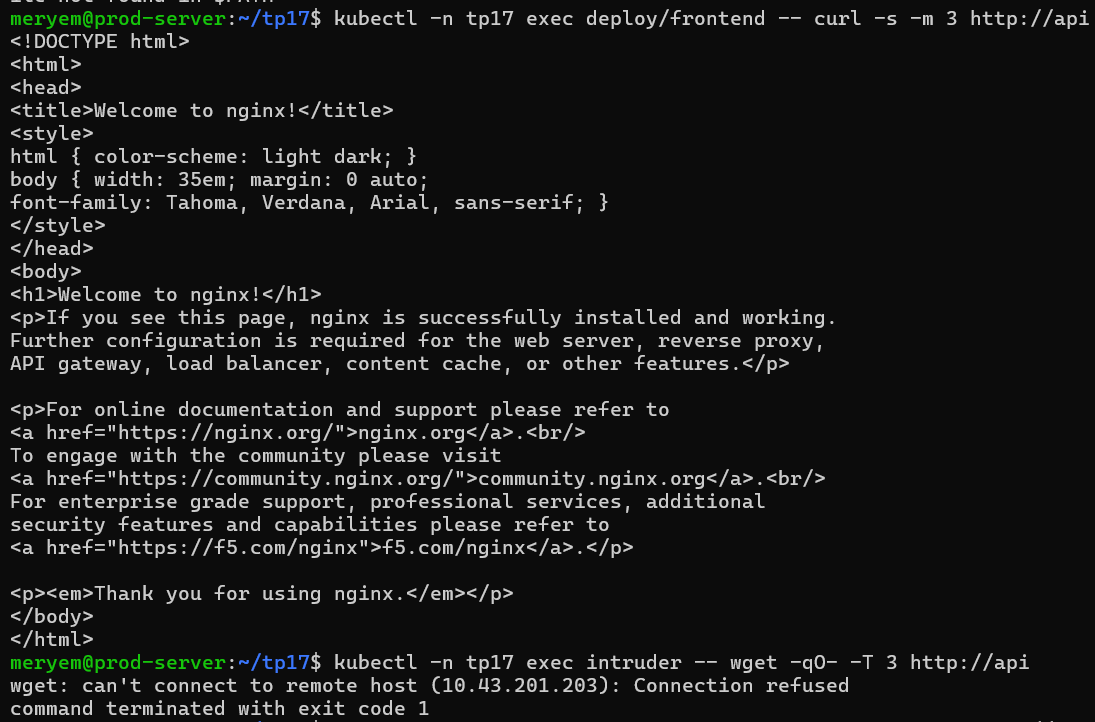 meryem@prod-server:~/tp17$ kubectl -n tp17 exec deploy/frontend -- curl -s -m 3 http://api
<!DOCTYPE html>
<html>
<head>
<title>Welcome to nginx!</title>
<style>
html { color-scheme: light dark; }
body { width: 35em; margin: 0 auto;
font-family: Tahoma, Verdana, Arial, sans-serif; }
</style>
</head>
<body>
<h1>Welcome to nginx!</h1>
<p>If you see this page, nginx is successfully installed and working.
Further configuration is required for the web server, reverse proxy,
API gateway, load balancer, content cache, or other features.</p>

<p>For online documentation and support please refer to
<a href="https://nginx.org/">nginx.org</a>.<br/>
To engage with the community please visit
<a href="https://community.nginx.org/">community.nginx.org</a>.<br/>
For enterprise grade support, professional services, additional
security features and capabilities please refer to
<a href="https://f5.com/nginx">f5.com/nginx</a>.</p>

<p><em>Thank you for using nginx.</em></p>
</body>
</html>
meryem@prod-server:~/tp17$ kubectl -n tp17 exec intruder -- wget -qO- -T 3 http://api
wget: can't connect to remote host (10.43.201.203): Connection refused
command terminated with exit code 1